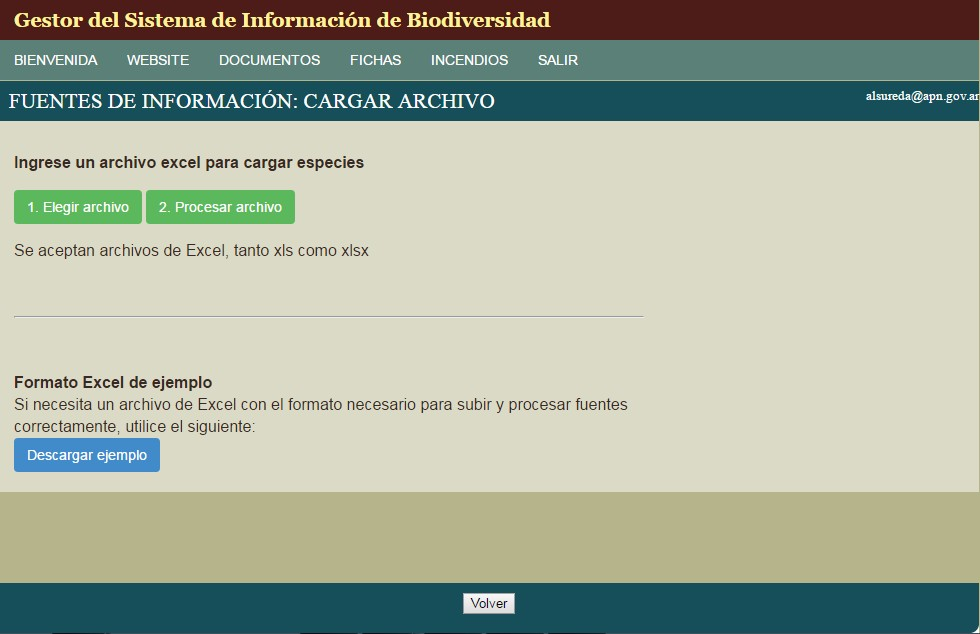 Gestor del Sistema de Información de Biodiversidad
BIENVENIDA WEBSITE DOCUMENTOS FICHAS INCENDIOS SALIR
FUENTES DE INFORMACIÓN: CARGAR ARCHIVO alsureda@apn.gov.ar
Ingrese un archivo excel para cargar especies
1. Elegir archivo 2. Procesar archivo
Se aceptan archivos de Excel, tanto xls como xlsx
Formato Excel de ejemplo
Si necesita un archivo de Excel con el formato necesario para subir y procesar fuentes
correctamente, utilice el siguiente:
Descargar ejemplo
Volver